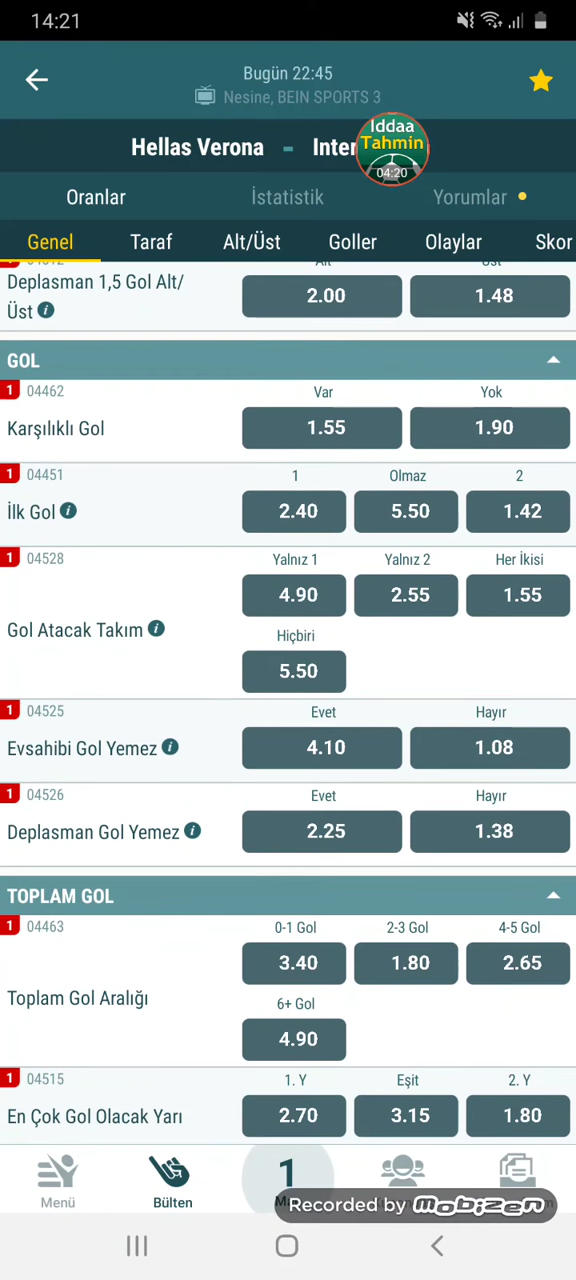 14:21
Bugün 22:45
Nesine, BEIN SPORTS 3
Hellas Verona - Inter
Iddaa
Tahmin
04:20
Oranlar İstatistik Yorumlar
Genel Taraf Alt/Üst Goller Olaylar Skor
Deplasman 1,5 Gol Alt/
Üst 2.00 1.48
GOL
1 04462 Var Yok
Karşılıklı Gol 1.55 1.90
1 04451 1 Olmaz 2
İlk Gol 2.40 5.50 1.42
1 04528 Yalnız 1 Yalnız 2 Her İkisi
4.90 2.55 1.55
Gol Atacak Takım Hiçbiri
5.50
1 04525 Evet Hayır
Evsahibi Gol Yemez 4.10 1.08
1 04526 Evet Hayır
Deplasman Gol Yemez 2.25 1.38
TOPLAM GOL
1 04463 0-1 Gol 2-3 Gol 4-5 Gol
3.40 1.80 2.65
Toplam Gol Aralığı 6+ Gol
4.90
1 04515 1. Y Eşit 2. Y
En Çok Gol Olacak Yarı 2.70 3.15 1.80
1
Menü Bülten
Recorded by mobizen